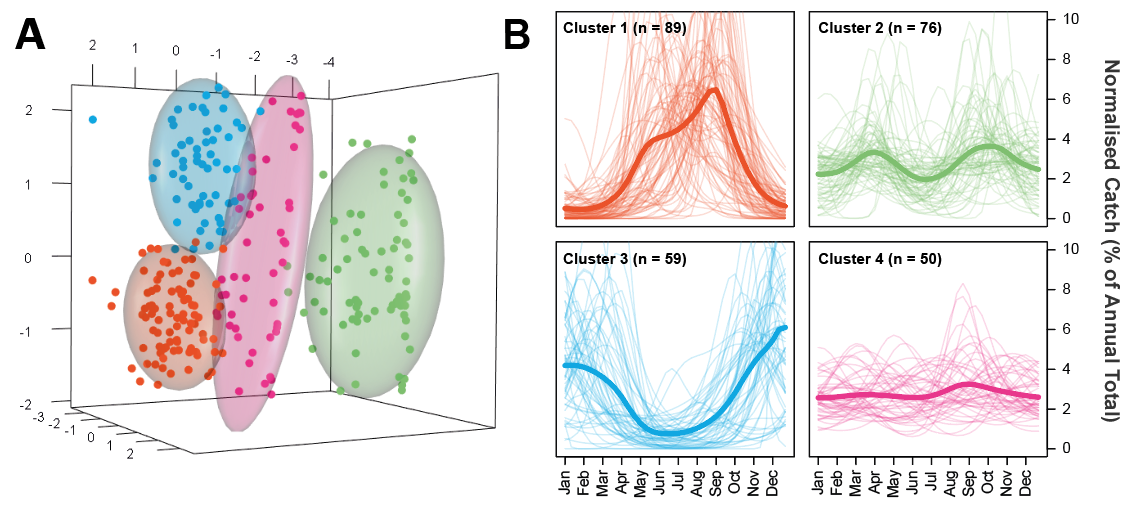 A
B
2 1 0 -1 -2 -3 -4
2
1
0
-1
-2
-3 -2 -1 0 1 2
Cluster 1 (n = 89)
Cluster 2 (n = 76)
10
8
6
4
2
0
Cluster 3 (n = 59)
Cluster 4 (n = 50)
10
8
6
4
2
0
Normalised Catch (% of Annual Total)
Jan Feb Mar Apr May Jun Jul Aug Sep Oct Nov Dec
Jan Feb Mar Apr May Jun Jul Aug Sep Oct Nov Dec